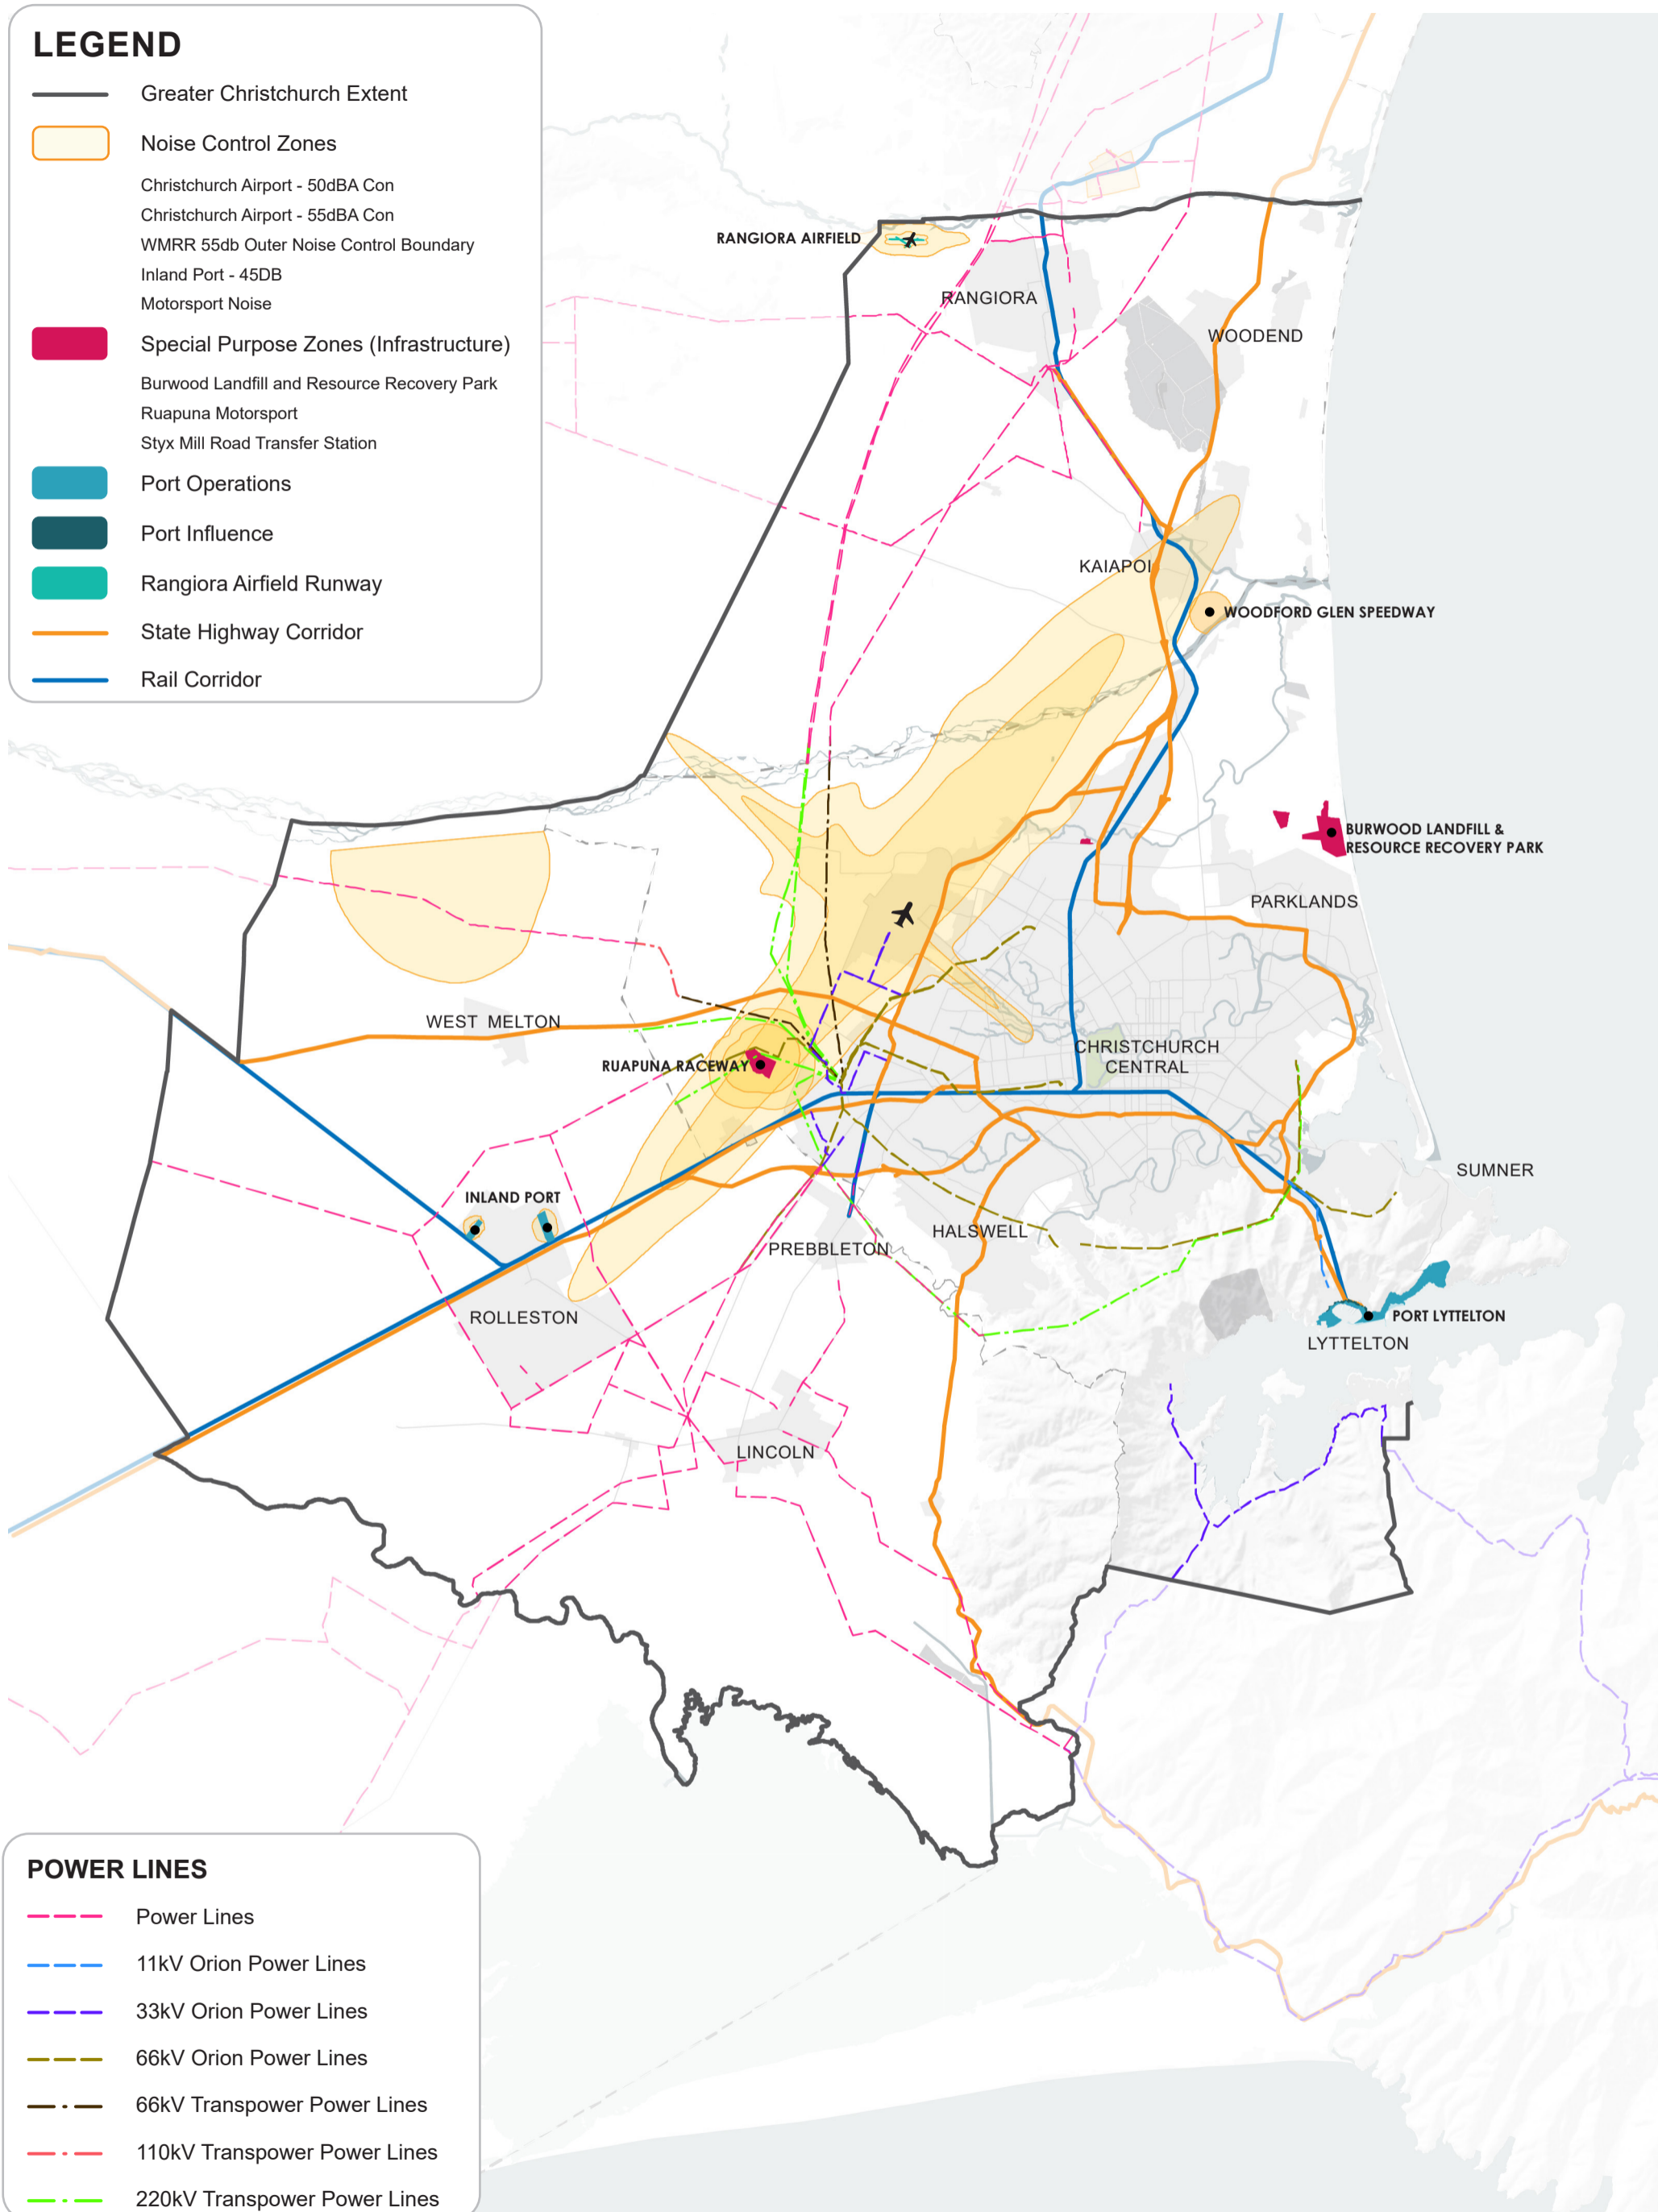 LEGEND
Greater Christchurch Extent
Noise Control Zones
Christchurch Airport - 50dBA Con
Christchurch Airport - 55dBA Con
WMRR 55db Outer Noise Control Boundary
Inland Port - 45DB
Motorsport Noise
Special Purpose Zones (Infrastructure)
Burwood Landfill and Resource Recovery Park
Ruapuna Motorsport
Styx Mill Road Transfer Station
Port Operations
Port Influence
Rangiora Airfield Runway
State Highway Corridor
Rail Corridor
RANGIORA AIRFIELD
RANGIORA
WOODEND
KAIAPOI
WOODFORD GLEN SPEEDWAY
BURWOOD LANDFILL &
RESOURCE RECOVERY PARK
PARKLANDS
WEST MELTON
CHRISTCHURCH
CENTRAL
RUAPUNA RACEWAY
SUMNER
INLAND PORT
HALSWELL
PREBBLETON
ROLLESTON
PORT LYTTELTON
LYTTELTON
LINCOLN
POWER LINES
Power Lines
11kV Orion Power Lines
33kV Orion Power Lines
66kV Orion Power Lines
66kV Transpower Power Lines
110kV Transpower Power Lines
220kV Transpower Power Lines